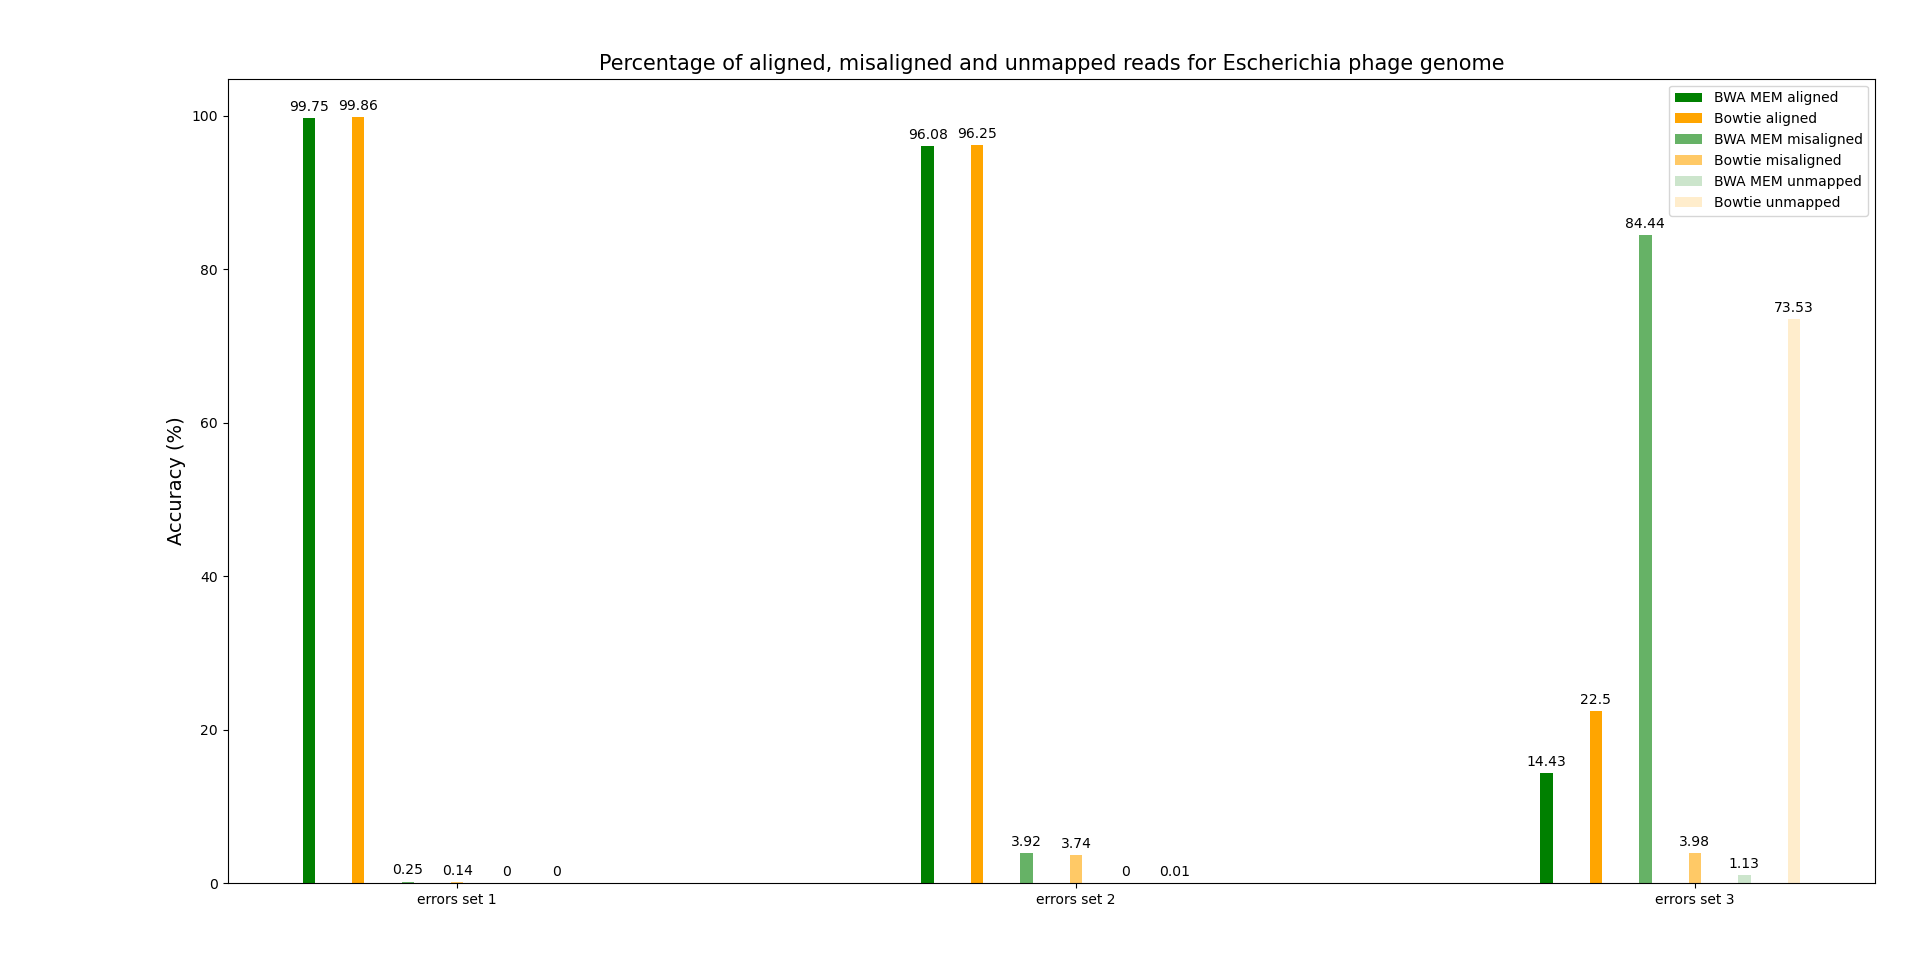 Percentage of aligned, misaligned and unmapped reads for Escherichia phage genome
Accuracy (%)
100
80
60
40
20
0
99.75
99.86
0.25
0.14
0
0
96.08
96.25
3.92
3.74
0
0.01
14.43
22.5
84.44
3.98
1.13
73.53
errors set 1
errors set 2
errors set 3
BWA MEM aligned
Bowtie aligned
BWA MEM misaligned
Bowtie misaligned
BWA MEM unmapped
Bowtie unmapped